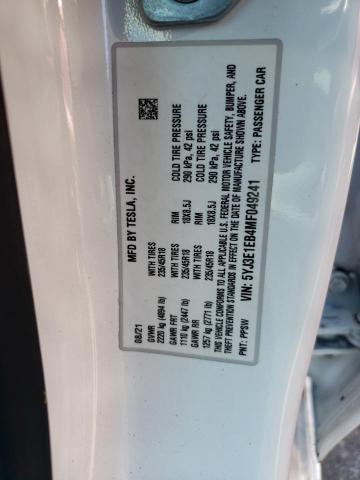 MFD BY TESLA, INC.
08/21
GVWR
2220 kg (4894 lb)
GAWR FRT WITH TIRES RIM COLD TIRE PRESSURE
1110 kg (2447 lb) 235/45R18 18X8.5J 290 kPa, 42 psi
GAWR RR WITH TIRES RIM COLD TIRE PRESSURE
1257 kg (2771 lb) 235/45R18 18X8.5J 290 kPa, 42 psi
THIS VEHICLE CONFORMS TO ALL APPLICABLE U.S. FEDERAL MOTOR VEHICLE SAFETY, BUMPER, AND
THEFT PREVENTION STANDARDS IN EFFECT ON THE DATE OF MANUFACTURE SHOWN ABOVE.
VIN: 5YJ3E1EB4MF049241 TYPE: PASSENGER CAR
PNT: PPSW